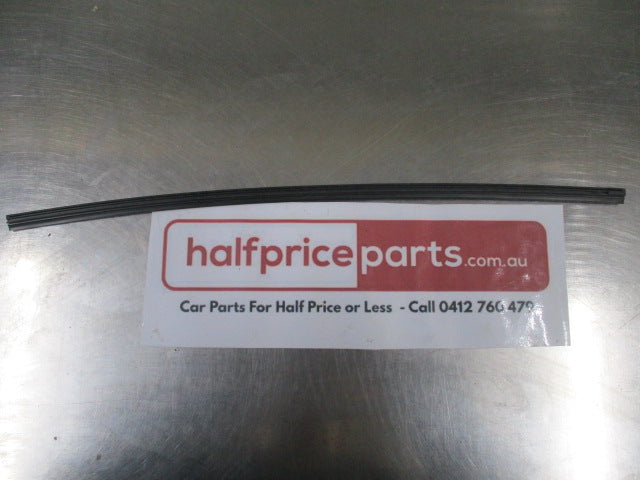 halfpriceparts.com.au
Car Parts For Half Price or Less - Call 0412 760 479